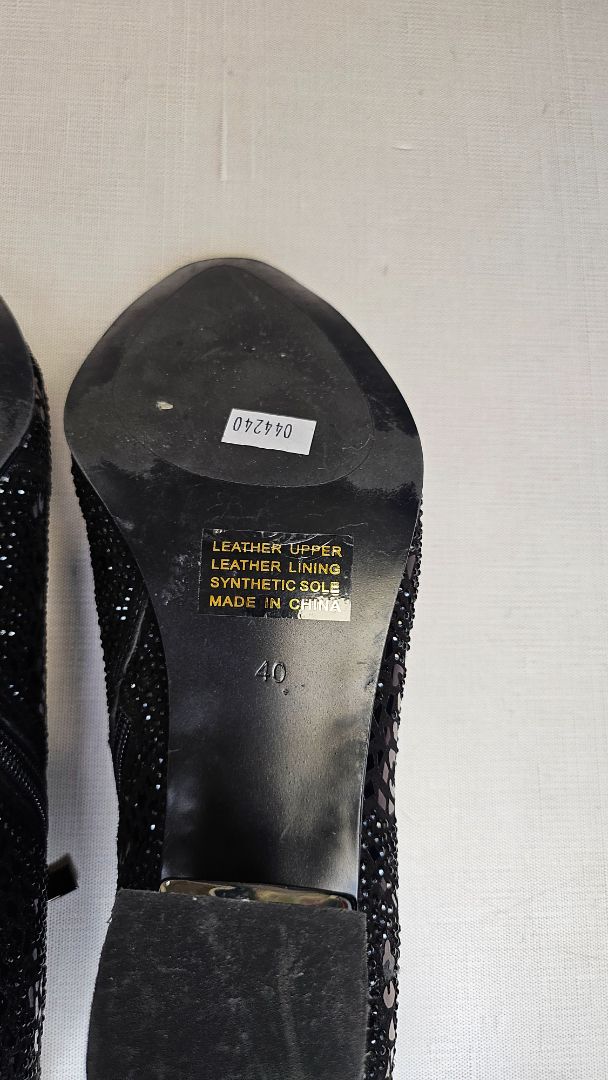 044240
LEATHER UPPER
LEATHER LINING
SYNTHETIC SOLE
MADE IN CHINA
40